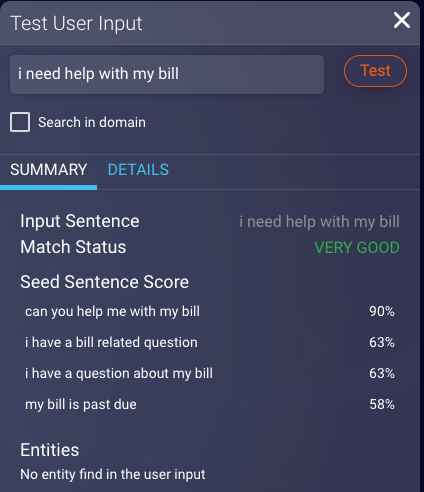 Test User Input
i need help with my bill
Test
Search in domain
SUMMARY DETAILS
Input Sentence i need help with my bill
Match Status VERY GOOD
Seed Sentence Score
can you help me with my bill 90%
i have a bill related question 63%
i have a question about my bill 63%
my bill is past due 58%
Entities
No entity find in the user input